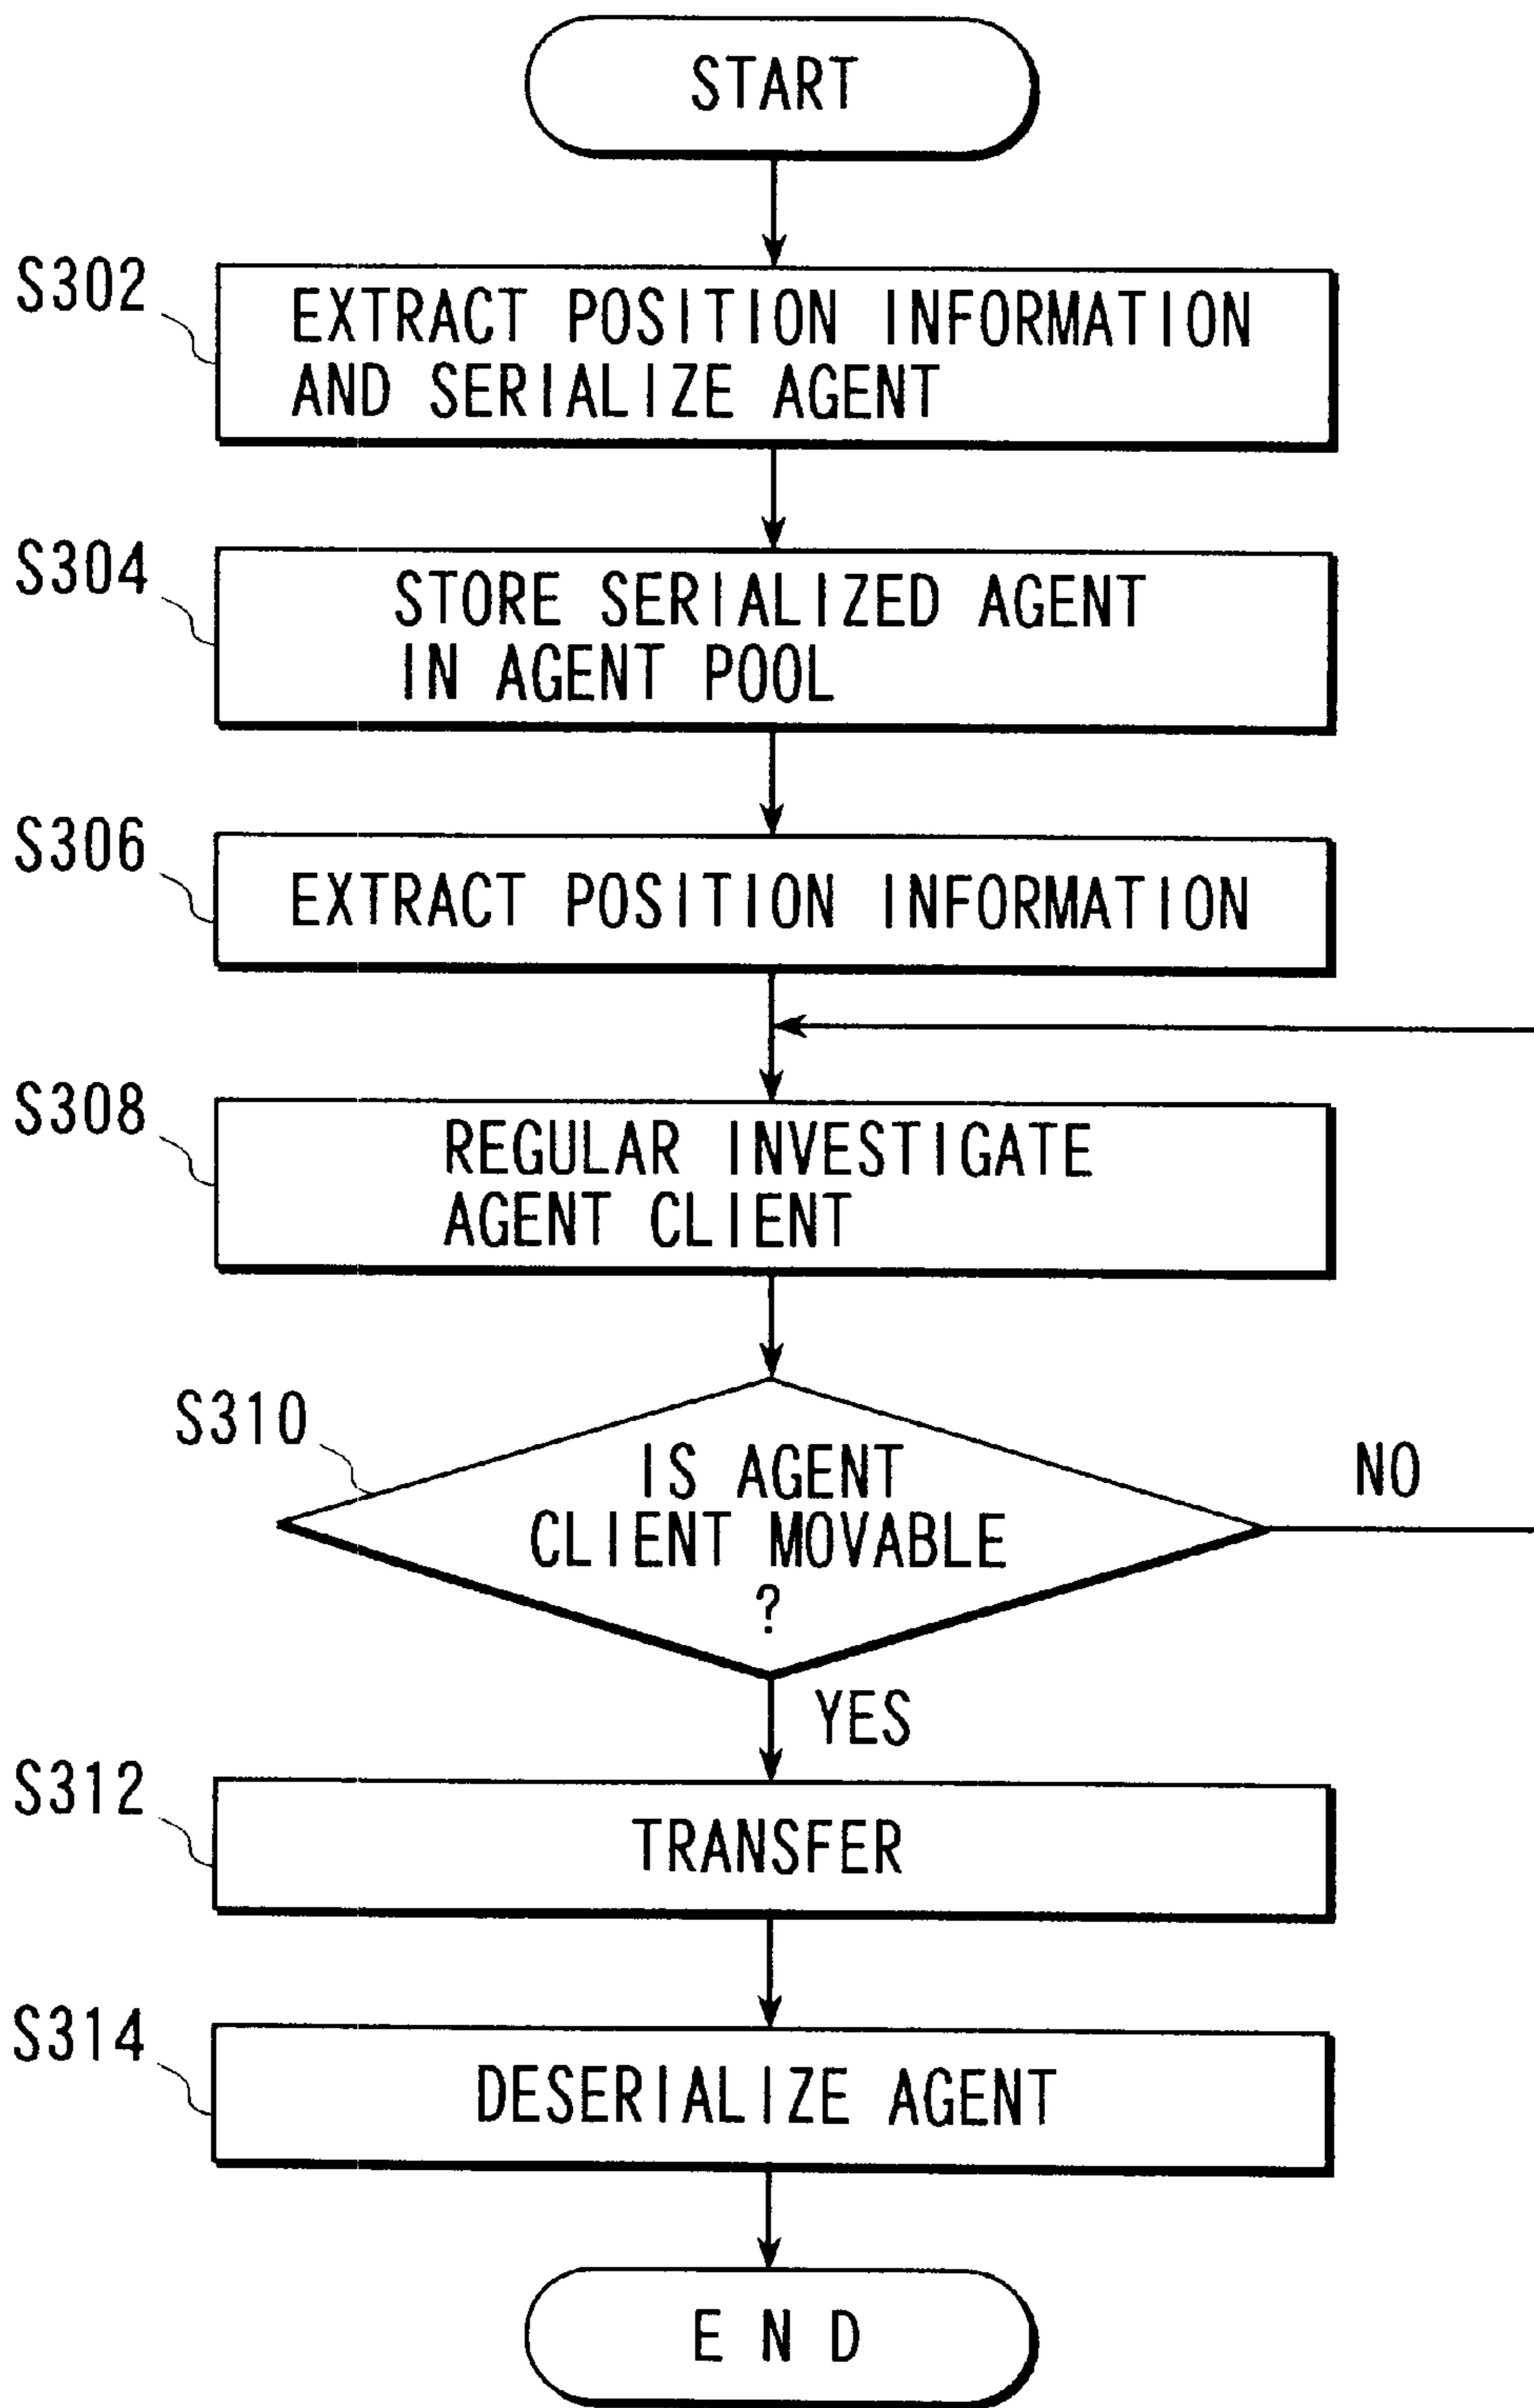 START
S302
EXTRACT POSITION INFORMATION
AND SERIALIZE AGENT
S304
STORE SERIALIZED AGENT
IN AGENT POOL
S306
EXTRACT POSITION INFORMATION
S308
REGULAR INVESTIGATE
AGENT CLIENT
S310
IS AGENT
CLIENT MOVABLE
?
NO
YES
S312
TRANSFER
S314
DESERIALIZE AGENT
END